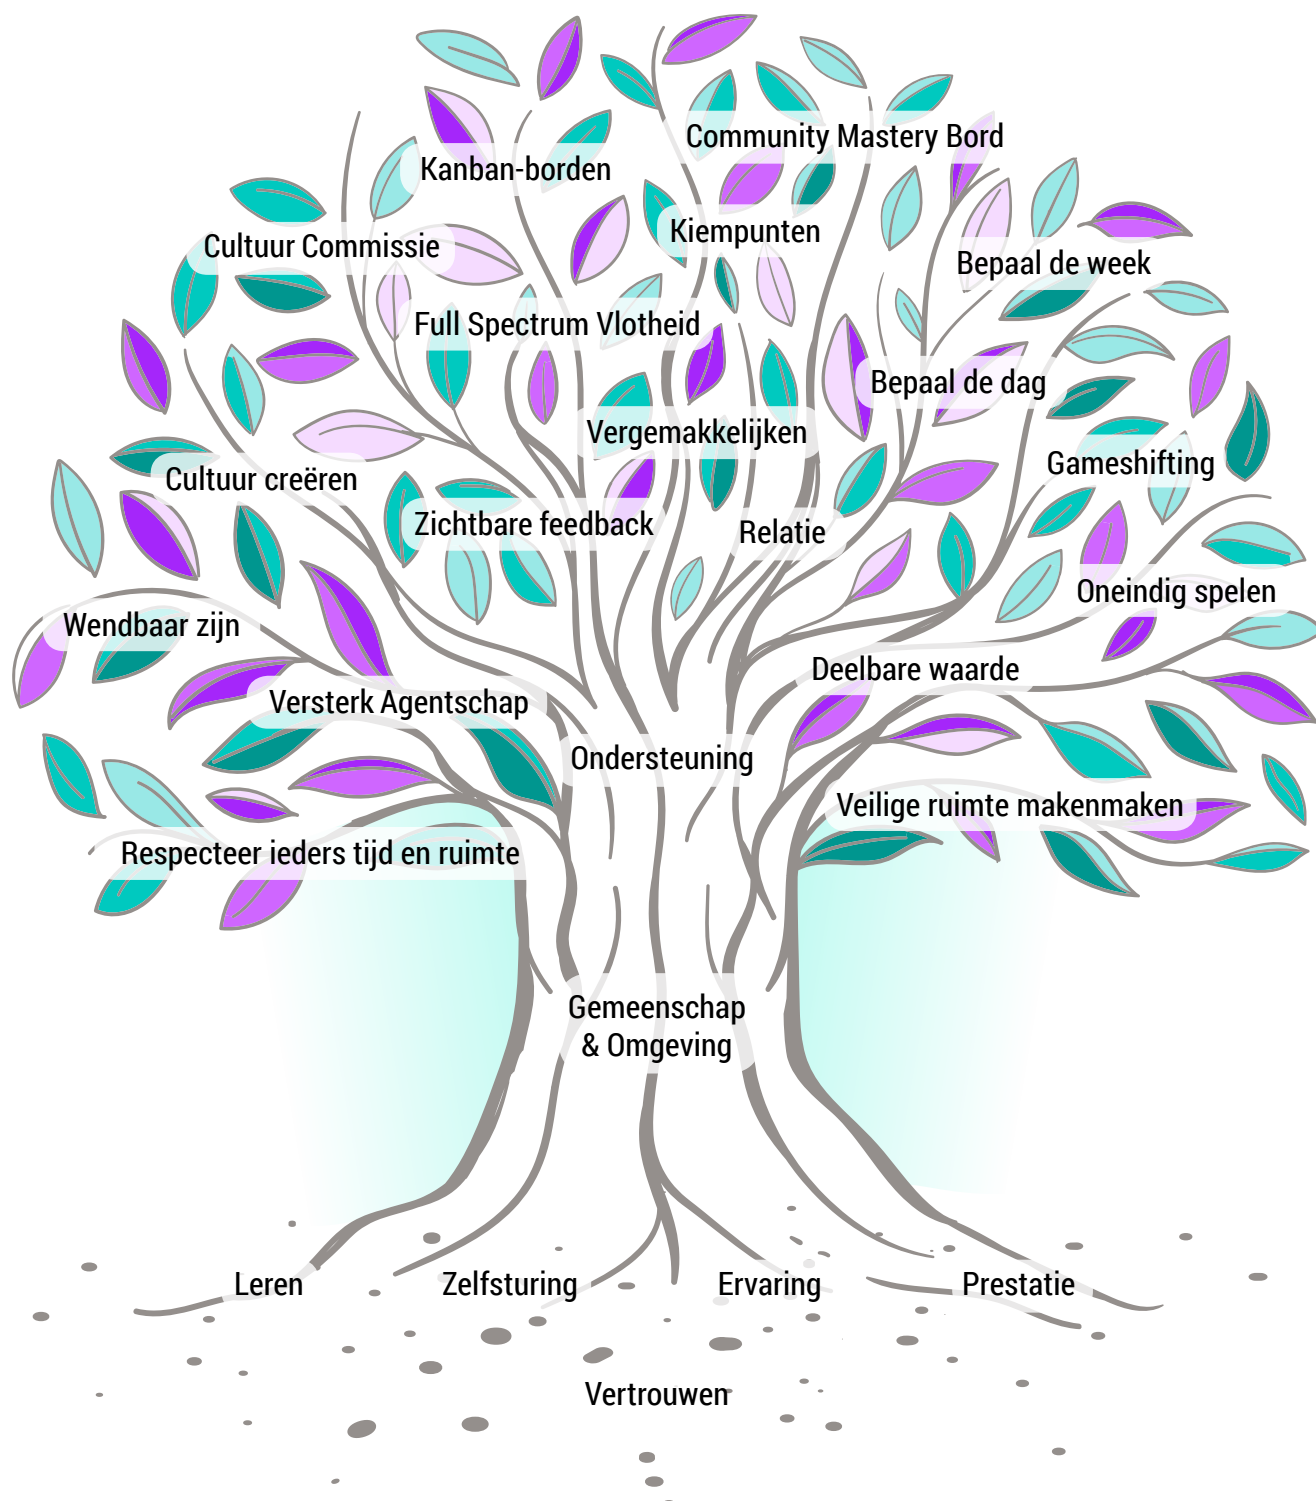 Community Mastery Bord
Kanban-borden
Kiempunten
Cultuur Commissie
Bepaal de week
Full Spectrum Vlotheid
Bepaal de dag
Vergemakkelijken
Gameshifting
Cultuur creëren
Zichtbare feedback
Relatie
Oneindig spelen
Wendbaar zijn
Deelbare waarde
Versterk Agentschap
Ondersteuning
Veilige ruimte makenmaken
Respecteer ieders tijd en ruimte
Gemeenschap
& Omgeving
Leren
Zelfsturing
Ervaring
Prestatie
Vertrouwen